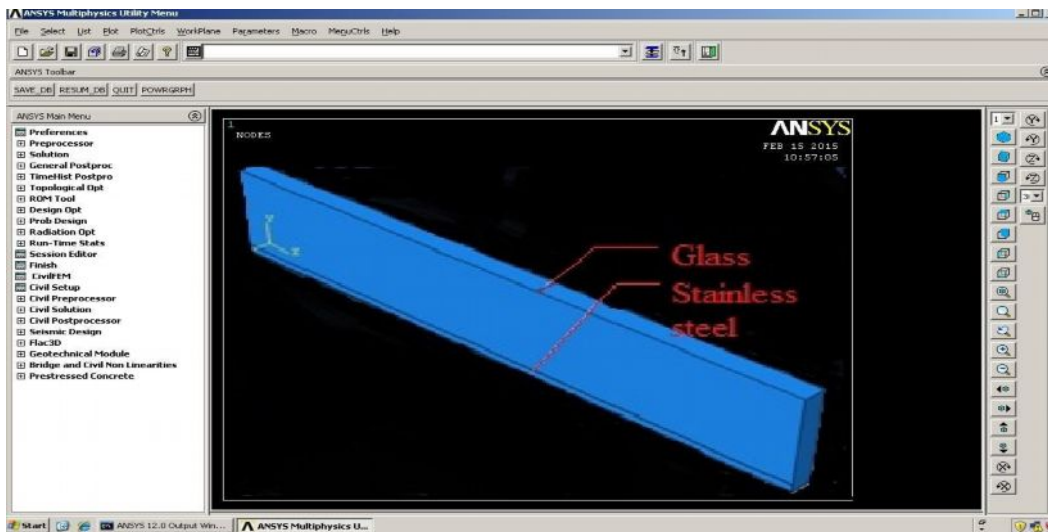 ANSYS Multiphysics Utility Menu
File Select List Plot PlotCtrls WorkPlane Parameters Macro MenuCtrls Help
ANSYS Toolbar
SAVE_DB RESUM_DB QUIT POWRGRPH
ANSYS Main Menu
Preferences
Preprocessor
Solution
General Postproc
TimeHist Postpro
Topological Opt
ROM Tool
Design Opt
Prob Design
Radiation Opt
Run-Time Stats
Session Editor
Finish
CivilFEM
Civil Setup
Civil Preprocessor
Civil Solution
Civil Postprocessor
Seismic Design
Flac3D
Geotechnical Module
Bridge and Civil Non Linearities
Prestressed Concrete
1
NODES
ANSYS
FEB 15 2015
10:57:05
Y
Glass
Stainless
steel
1
3
Start
ANSYS 12.0 Output Win...
ANSYS Multiphysics U...